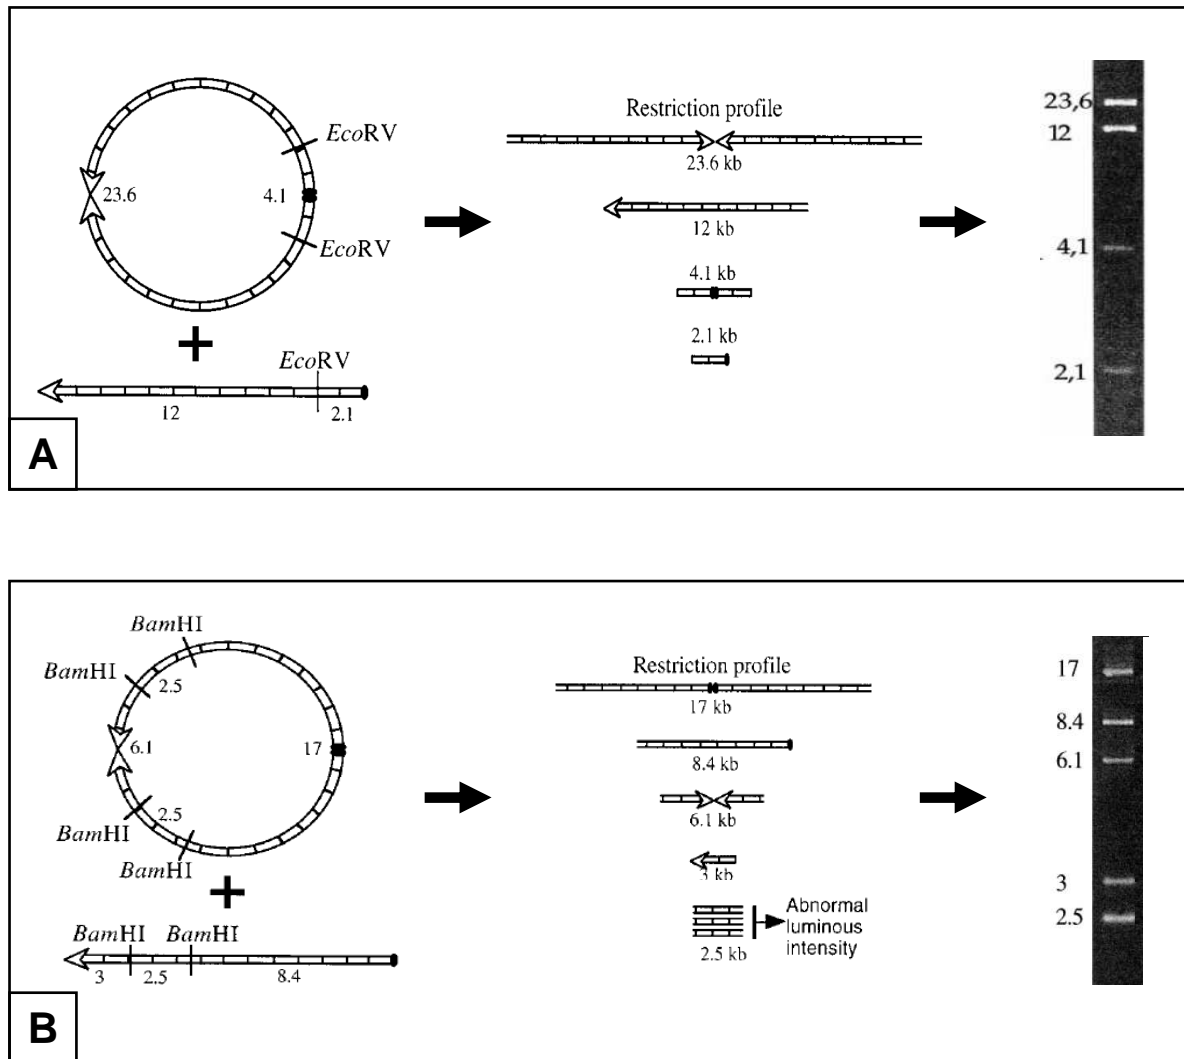 EcoRV
23.6
4.1
EcoRV
+
EcoRV
12
2.1
Restriction profile
23.6 kb
12 kb
4.1 kb
2.1 kb
23,6
12
4,1
2,1
A
BamHI
BamHI
2.5
6.1
17
2.5
BamHI
BamHI
+
BamHI BamHI
3
2.5
8.4
Restriction profile
17 kb
8.4 kb
6.1 kb
3 kb
2.5 kb
Abnormal
luminous
intensity
17
8.4
6.1
3
2.5
B